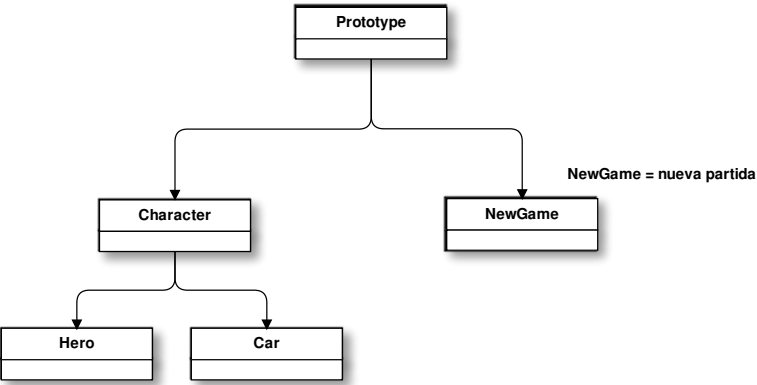 Prototype
NewGame = nueva partida
Character
NewGame
Hero
Car